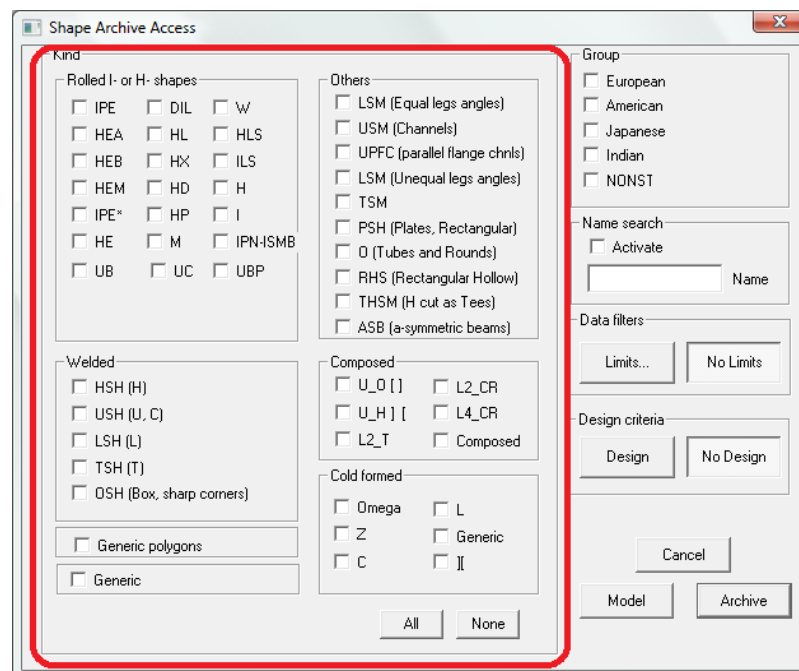 Shape Archive Access
Kind
Rolled I- or H- shapes
IPE DIL W
HEA HL HLS
HEB HX ILS
HEM HD H
IPE* HP I
HE M IPN-ISMB
UB UC UBP
Others
LSM (Equal legs angles)
USM (Channels)
UPFC (parallel flange chnls)
LSM (Unequal legs angles)
TSM
PSH (Plates, Rectangular)
O (Tubes and Rounds)
RHS (Rectangular Hollow)
THSM (H cut as Tees)
ASB (a-symmetric beams)
Welded
HSH (H)
USH (U, C)
LSH (L)
TSH (T)
OSH (Box, sharp corners)
Generic polygons
Generic
Composed
U_O [ ] L2_CR
U_H ] [ L4_CR
L2_T Composed
Cold formed
Omega L
Z Generic
C ][
All None
Group
European
American
Japanese
Indian
NONST
Name search
Activate
Name
Data filters
Limits... No Limits
Design criteria
Design No Design
Cancel
Model Archive